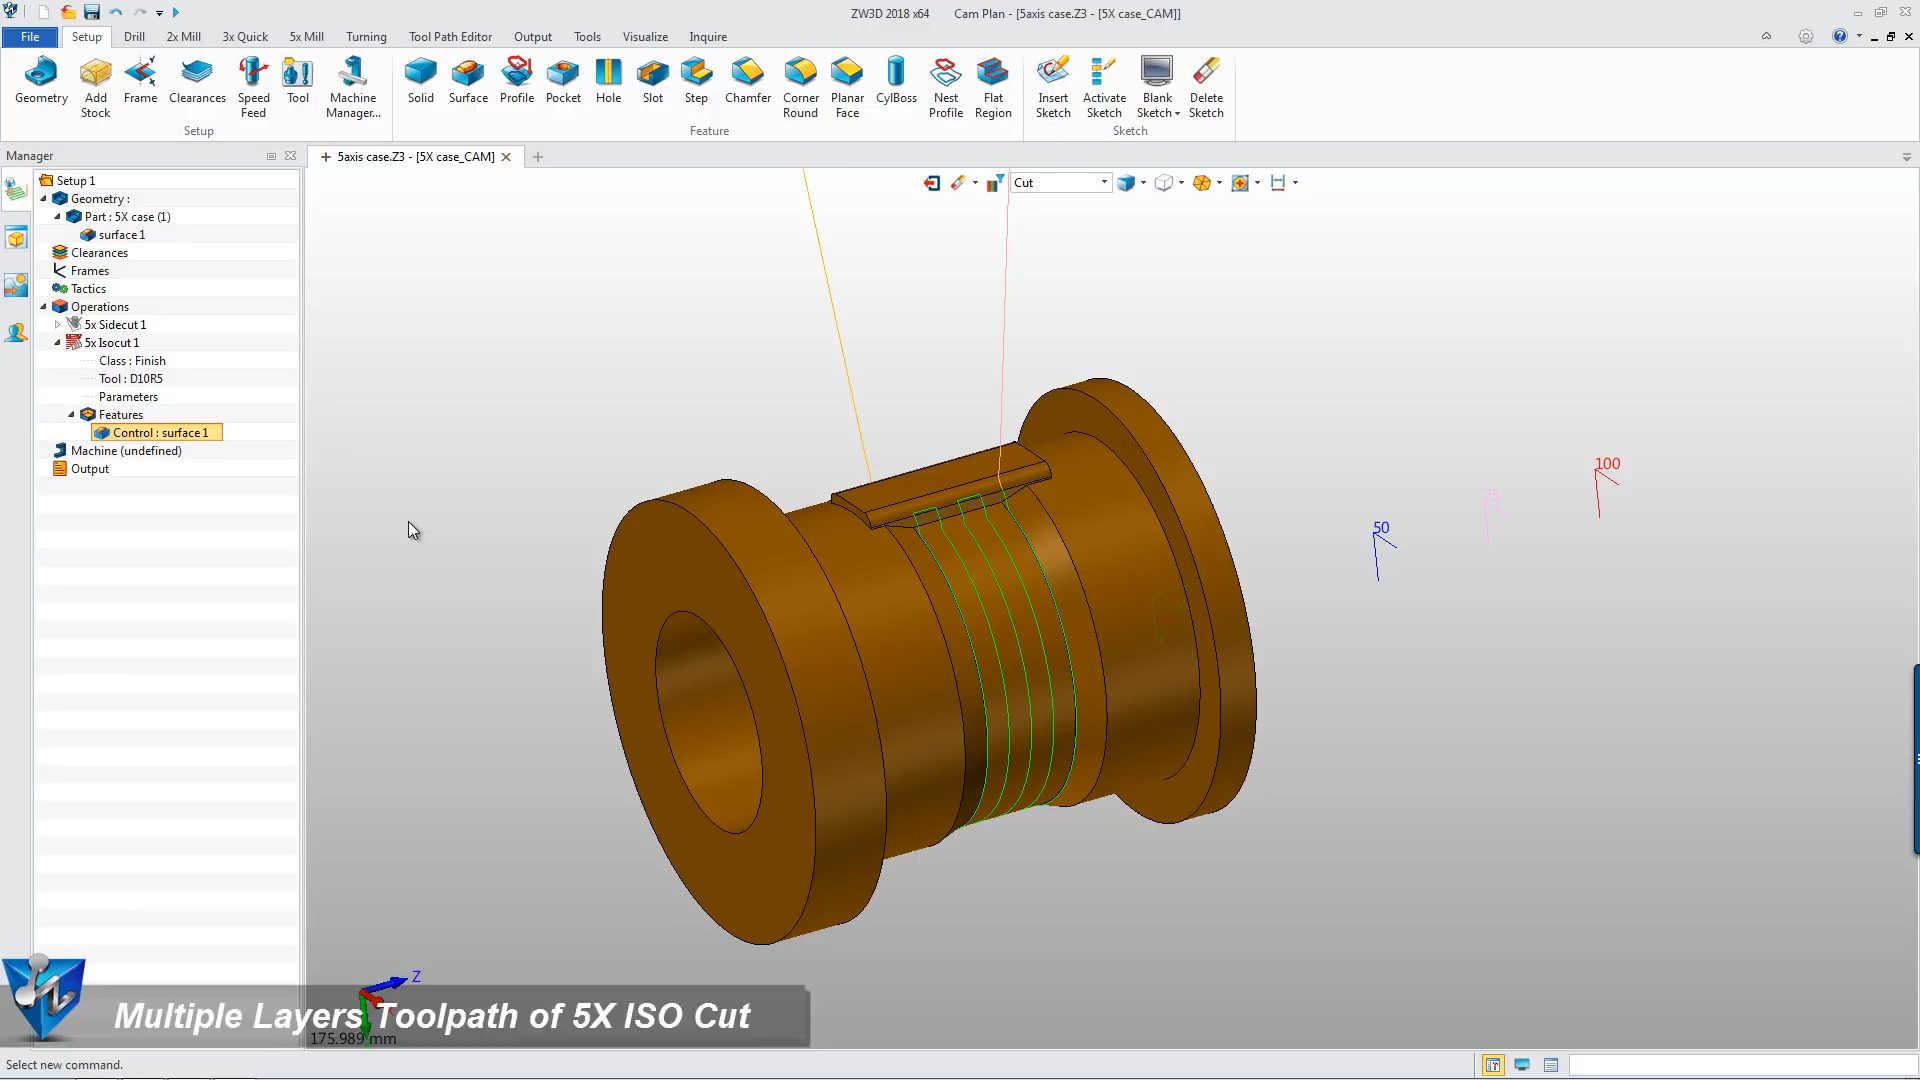 ZW3D 2018 x64 Cam Plan - [5axis case.Z3 - [5X case_CAM]]
File Setup Drill 2x Mill 3x Quick 5x Mill Turning Tool Path Editor Output Tools Visualize Inquire
Geometry Add Stock Frame Clearances Speed Feed Tool Machine Manager... Solid Surface Profile Pocket Hole Slot Step Chamfer Corner Round Planar Face CylBoss Nest Profile Flat Region Insert Sketch Activate Sketch Blank Sketch Delete Sketch
Setup Feature Sketch
Manager
5axis case.Z3 - [5X case_CAM]
Cut
Setup 1
Geometry :
Part : 5X case (1)
surface 1
Clearances
Frames
Tactics
Operations
5x Sidecut 1
5x Isocut 1
Class : Finish
Tool : D10R5
Parameters
Features
Control : surface 1
Machine (undefined)
Output
100
75
50
Z
Multiple Layers Toolpath of 5X ISO Cut
175.989 mm
Select new command.